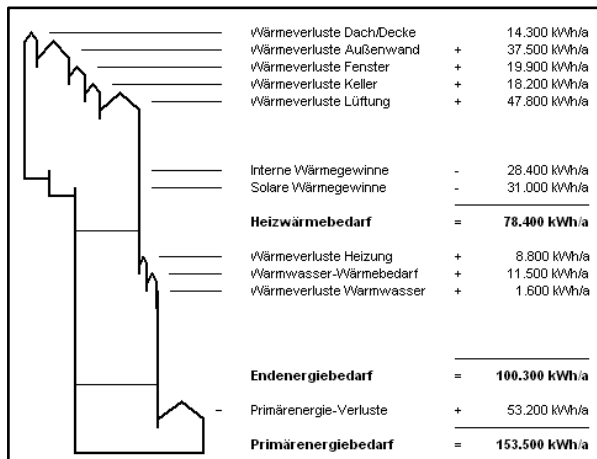 Wärmeverluste Dach/Decke 14.300 kWh/a
Wärmeverluste Außenwand + 37.500 kWh/a
Wärmeverluste Fenster + 19.900 kWh/a
Wärmeverluste Keller + 18.200 kWh/a
Wärmeverluste Lüftung + 47.800 kWh/a
Interne Wärmegewinne - 28.400 kWh/a
Solare Wärmegewinne - 31.000 kWh/a
Heizwärmebedarf = 78.400 kWh/a
Wärmeverluste Heizung + 8.800 kWh/a
Warmwasser-Wärmebedarf + 11.500 kWh/a
Wärmeverluste Warmwasser + 1.600 kWh/a
Endenergiebedarf = 100.300 kWh/a
Primärenergie-Verluste + 53.200 kWh/a
Primärenergiebedarf = 153.500 kWh/a